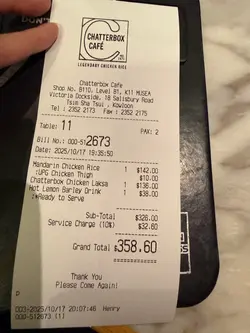 CHATTERBOX
CAFÉ
LEGENDARY CHICKEN RICE
Chatterbox Cafe
Shop No. B110, Level B1, K11 MUSEA
Victoria Dockside, 18 Salisbury Road
Tsim Sha Tsui , Kowloon
Tel : 2352 2173 Fax : 2352 2175
Table: 11 PAX: 2
Bill No.: 000-512673
Date: 2025/10/17 19:36:50
Mandarin Chicken Rice 1 $142.00
:UPG Chicken Thigh $10.00
Chatterbox Chicken Laksa 1 $136.00
Hot Lemon Barley Drink 1 $38.00
*Ready to Serve
Sub-Total $326.00
Service Charge (10%) $32.60
Grand Total $358.60
Thank You
Please Come Again!
P
003-2025/10/17 20:07:46 Henry
000-512673 [1]